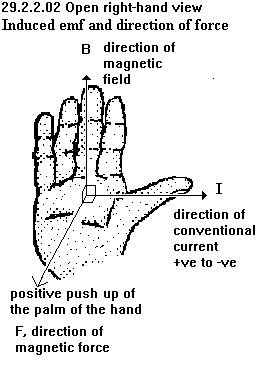 29.2.2.02 Open right-hand view
Induced emf and direction of force
B direction of
magnetic
field
I
direction of
conventional
current
+ve to -ve
positive push up of
the palm of the hand
F, direction of
magnetic force